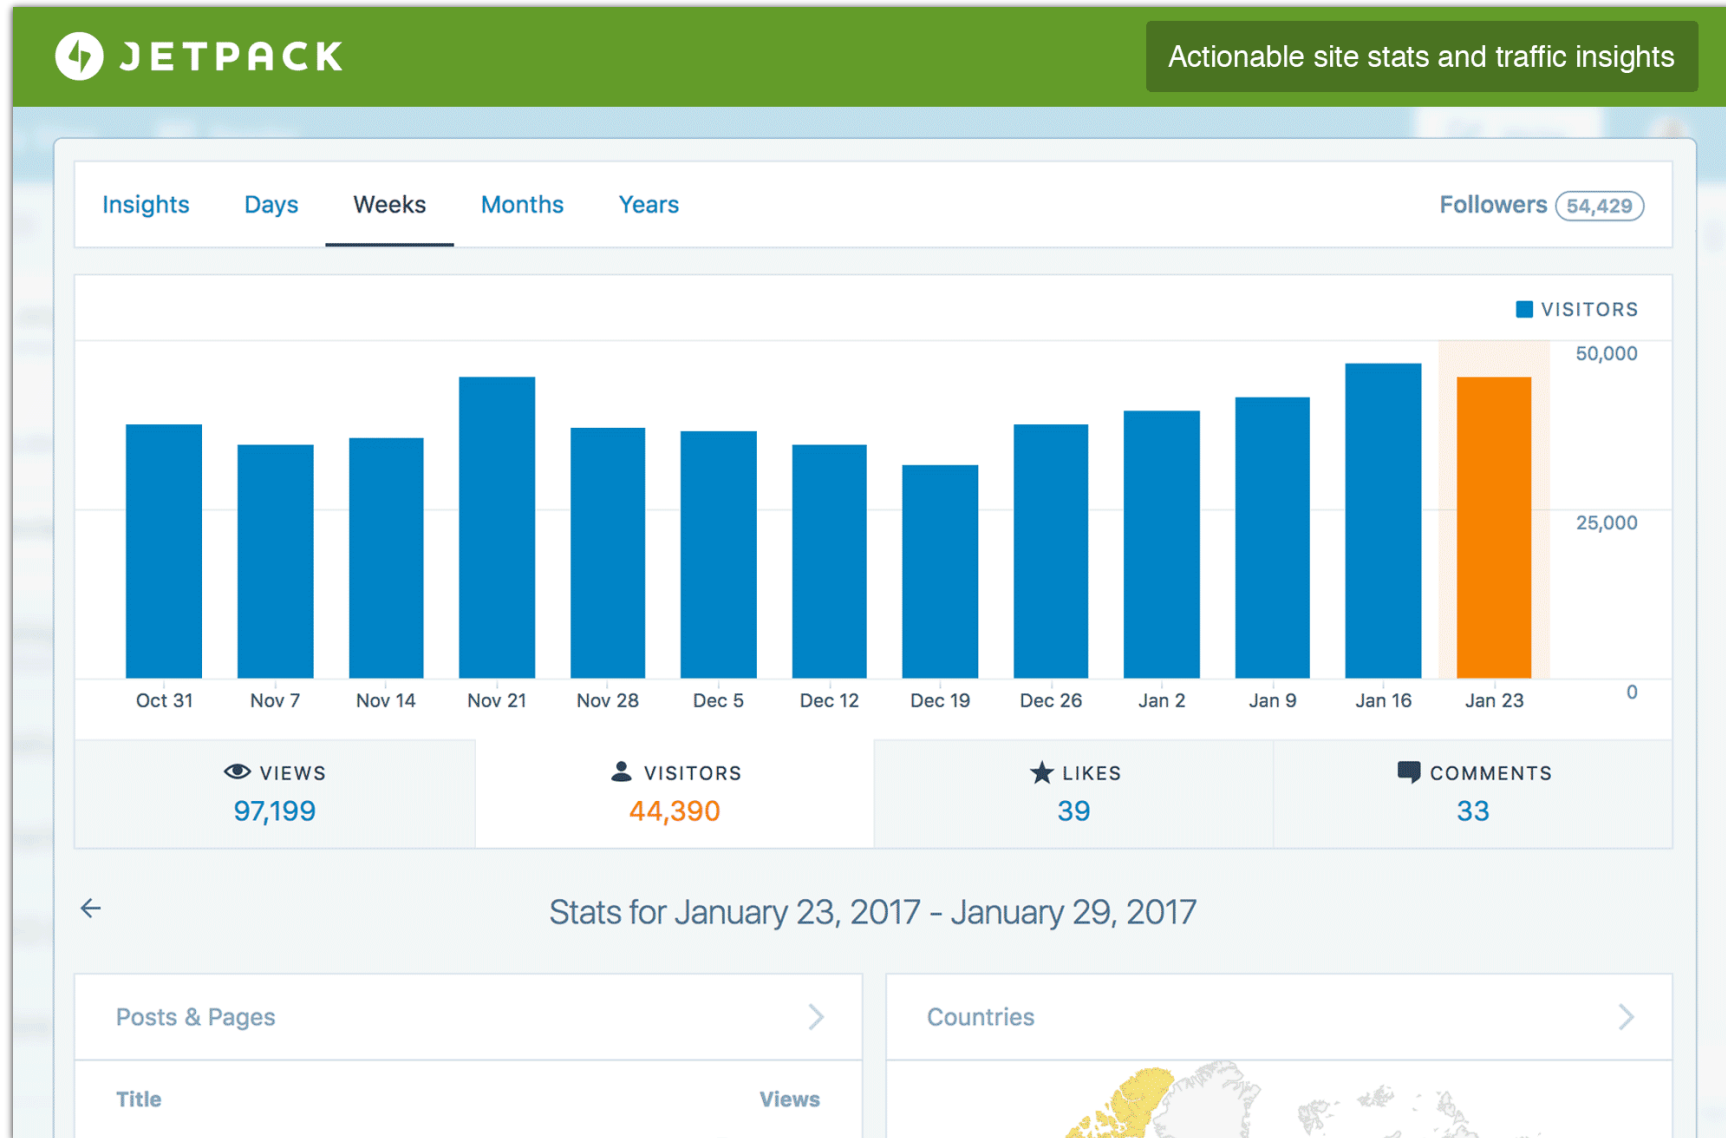 JETPACK
Actionable site stats and traffic insights
Insights Days Weeks Months Years Followers 54,429
VISITORS
50,000
25,000
0
Oct 31 Nov 7 Nov 14 Nov 21 Nov 28 Dec 5 Dec 12 Dec 19 Dec 26 Jan 2 Jan 9 Jan 16 Jan 23
VIEWS VISITORS LIKES COMMENTS
97,199 44,390 39 33
Stats for January 23, 2017 - January 29, 2017
Posts & Pages
Title Views
Countries